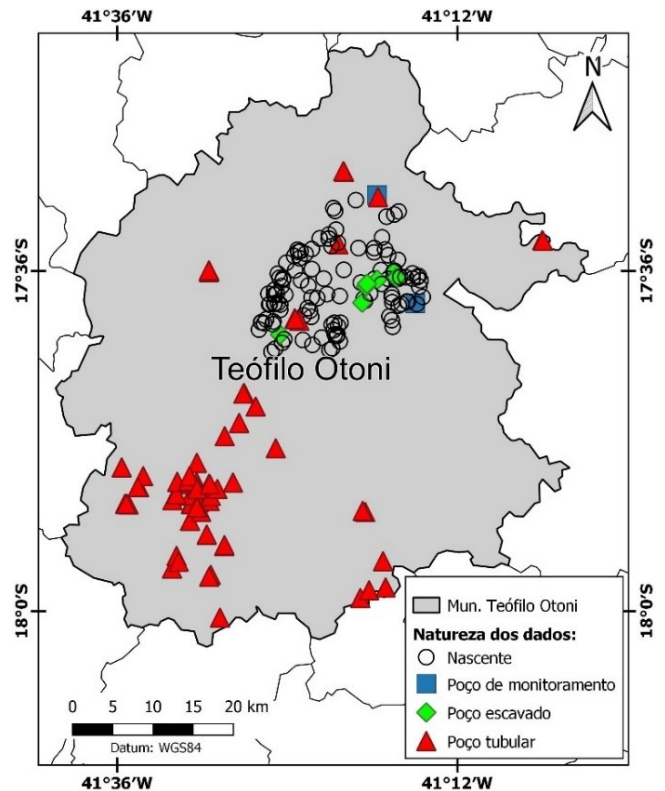 41°36'W 41°12'W
N
17°36'S 17°36'S
Teófilo Otoni
18°0'S 18°0'S
Mun. Teófilo Otoni
Natureza dos dados:
Nascente
Poço de monitoramento
Poço escavado
Poço tubular
0 5 10 15 20 km
Datum: WGS84
41°36'W 41°12'W